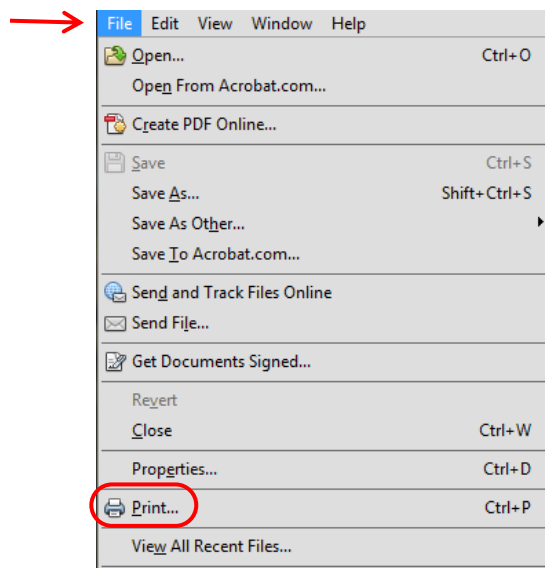 File Edit View Window Help
Open... Ctrl+O
Open From Acrobat.com...
Create PDF Online...
Save Ctrl+S
Save As... Shift+Ctrl+S
Save As Other...
Save To Acrobat.com...
Send and Track Files Online
Send File...
Get Documents Signed...
Revert
Close Ctrl+W
Properties... Ctrl+D
Print... Ctrl+P
View All Recent Files...